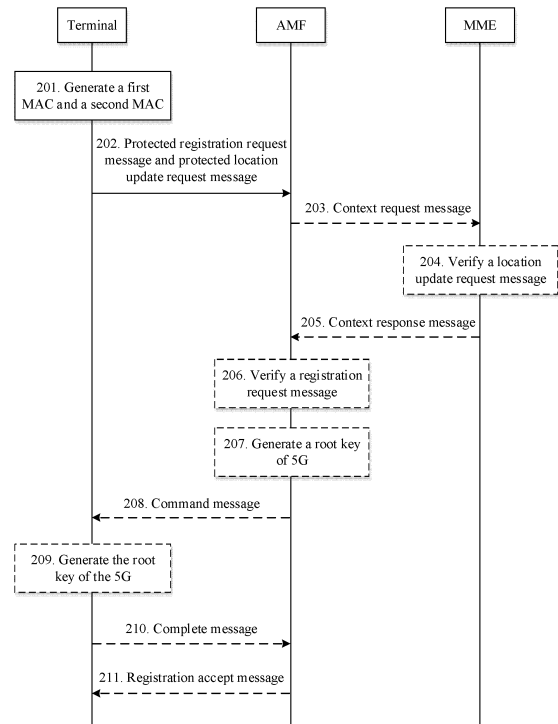 Terminal
AMF
MME
201. Generate a first
MAC and a second MAC
202. Protected registration request
message and protected location
update request message
203. Context request message
204. Verify a location
update request message
205. Context response message
206. Verify a registration
request message
207. Generate a root key
of 5G
208. Command message
209. Generate the root
key of the 5G
210. Complete message
211. Registration accept message